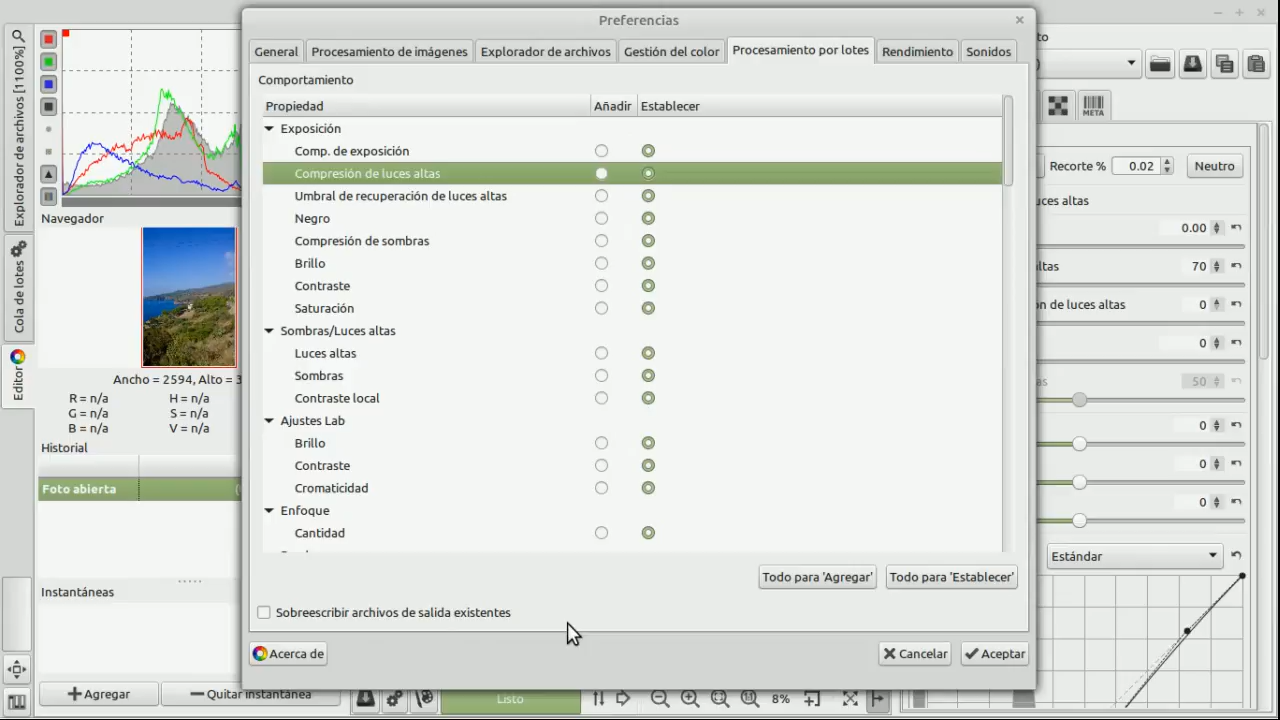 Preferencias
General
Procesamiento de imágenes
Explorador de archivos
Gestión del color
Procesamiento por lotes
Rendimiento
Sonidos
Comportamiento
Propiedad
Añadir
Establecer
Exposición
Comp. de exposición
Compresión de luces altas
Umbral de recuperación de luces altas
Negro
Compresión de sombras
Brillo
Contraste
Saturación
Sombras/Luces altas
Luces altas
Sombras
Contraste local
Ajustes Lab
Brillo
Contraste
Cromaticidad
Enfoque
Cantidad
Todo para 'Agregar'
Todo para 'Establecer'
Sobreescribir archivos de salida existentes
Acerca de
Cancelar
Aceptar
Explorador de archivos [1100%]
Cola de lotes
Editor
Navegador
Ancho = 2594, Alto = 3
R = n/a
H = n/a
G = n/a
S = n/a
B = n/a
V = n/a
Historial
Foto abierta
Instantáneas
Agregar
Quitar instantánea
Listo
8%
META
Recorte %
0.02
Neutro
uces altas
0.00
altas
70
ón de luces altas
0
0
as
50
0
0
0
Estándar